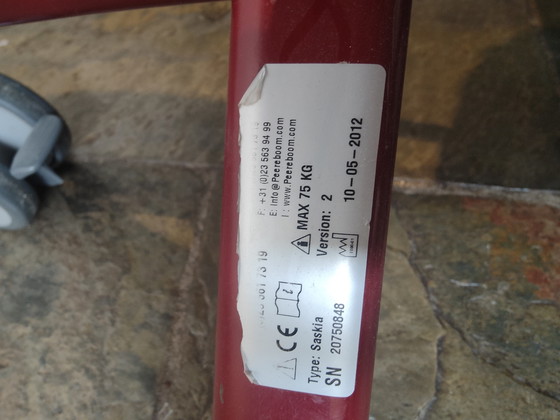 F: +31 (0)23 563 94 99
E: Info@Peereboom.com
I: www.Peereboom.com
MAX 75 KG
Version: 2
10-05-2012
CE
i
Type: Saskia
SN 20750848